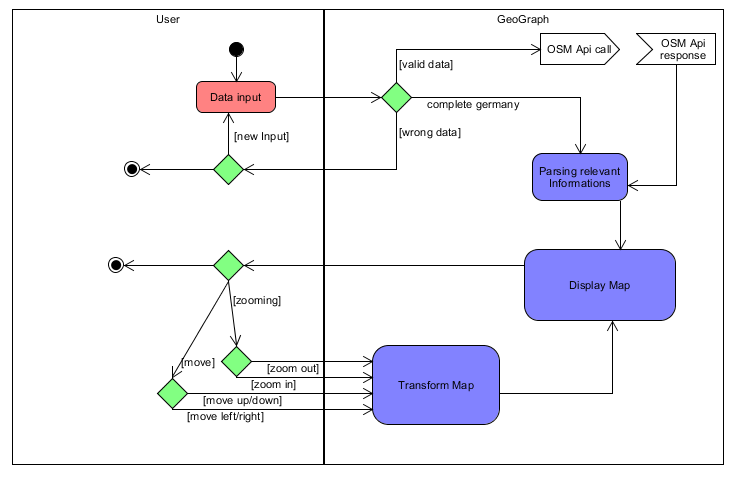 User
GeoGraph
OSM Api call
OSM Api
response
[valid data]
Data input
complete germany
[new Input]
[wrong data]
Parsing relevant
Informations
Display Map
[zooming]
[move]
[zoom out]
[zoom in]
Transform Map
[move up/down]
[move left/right]